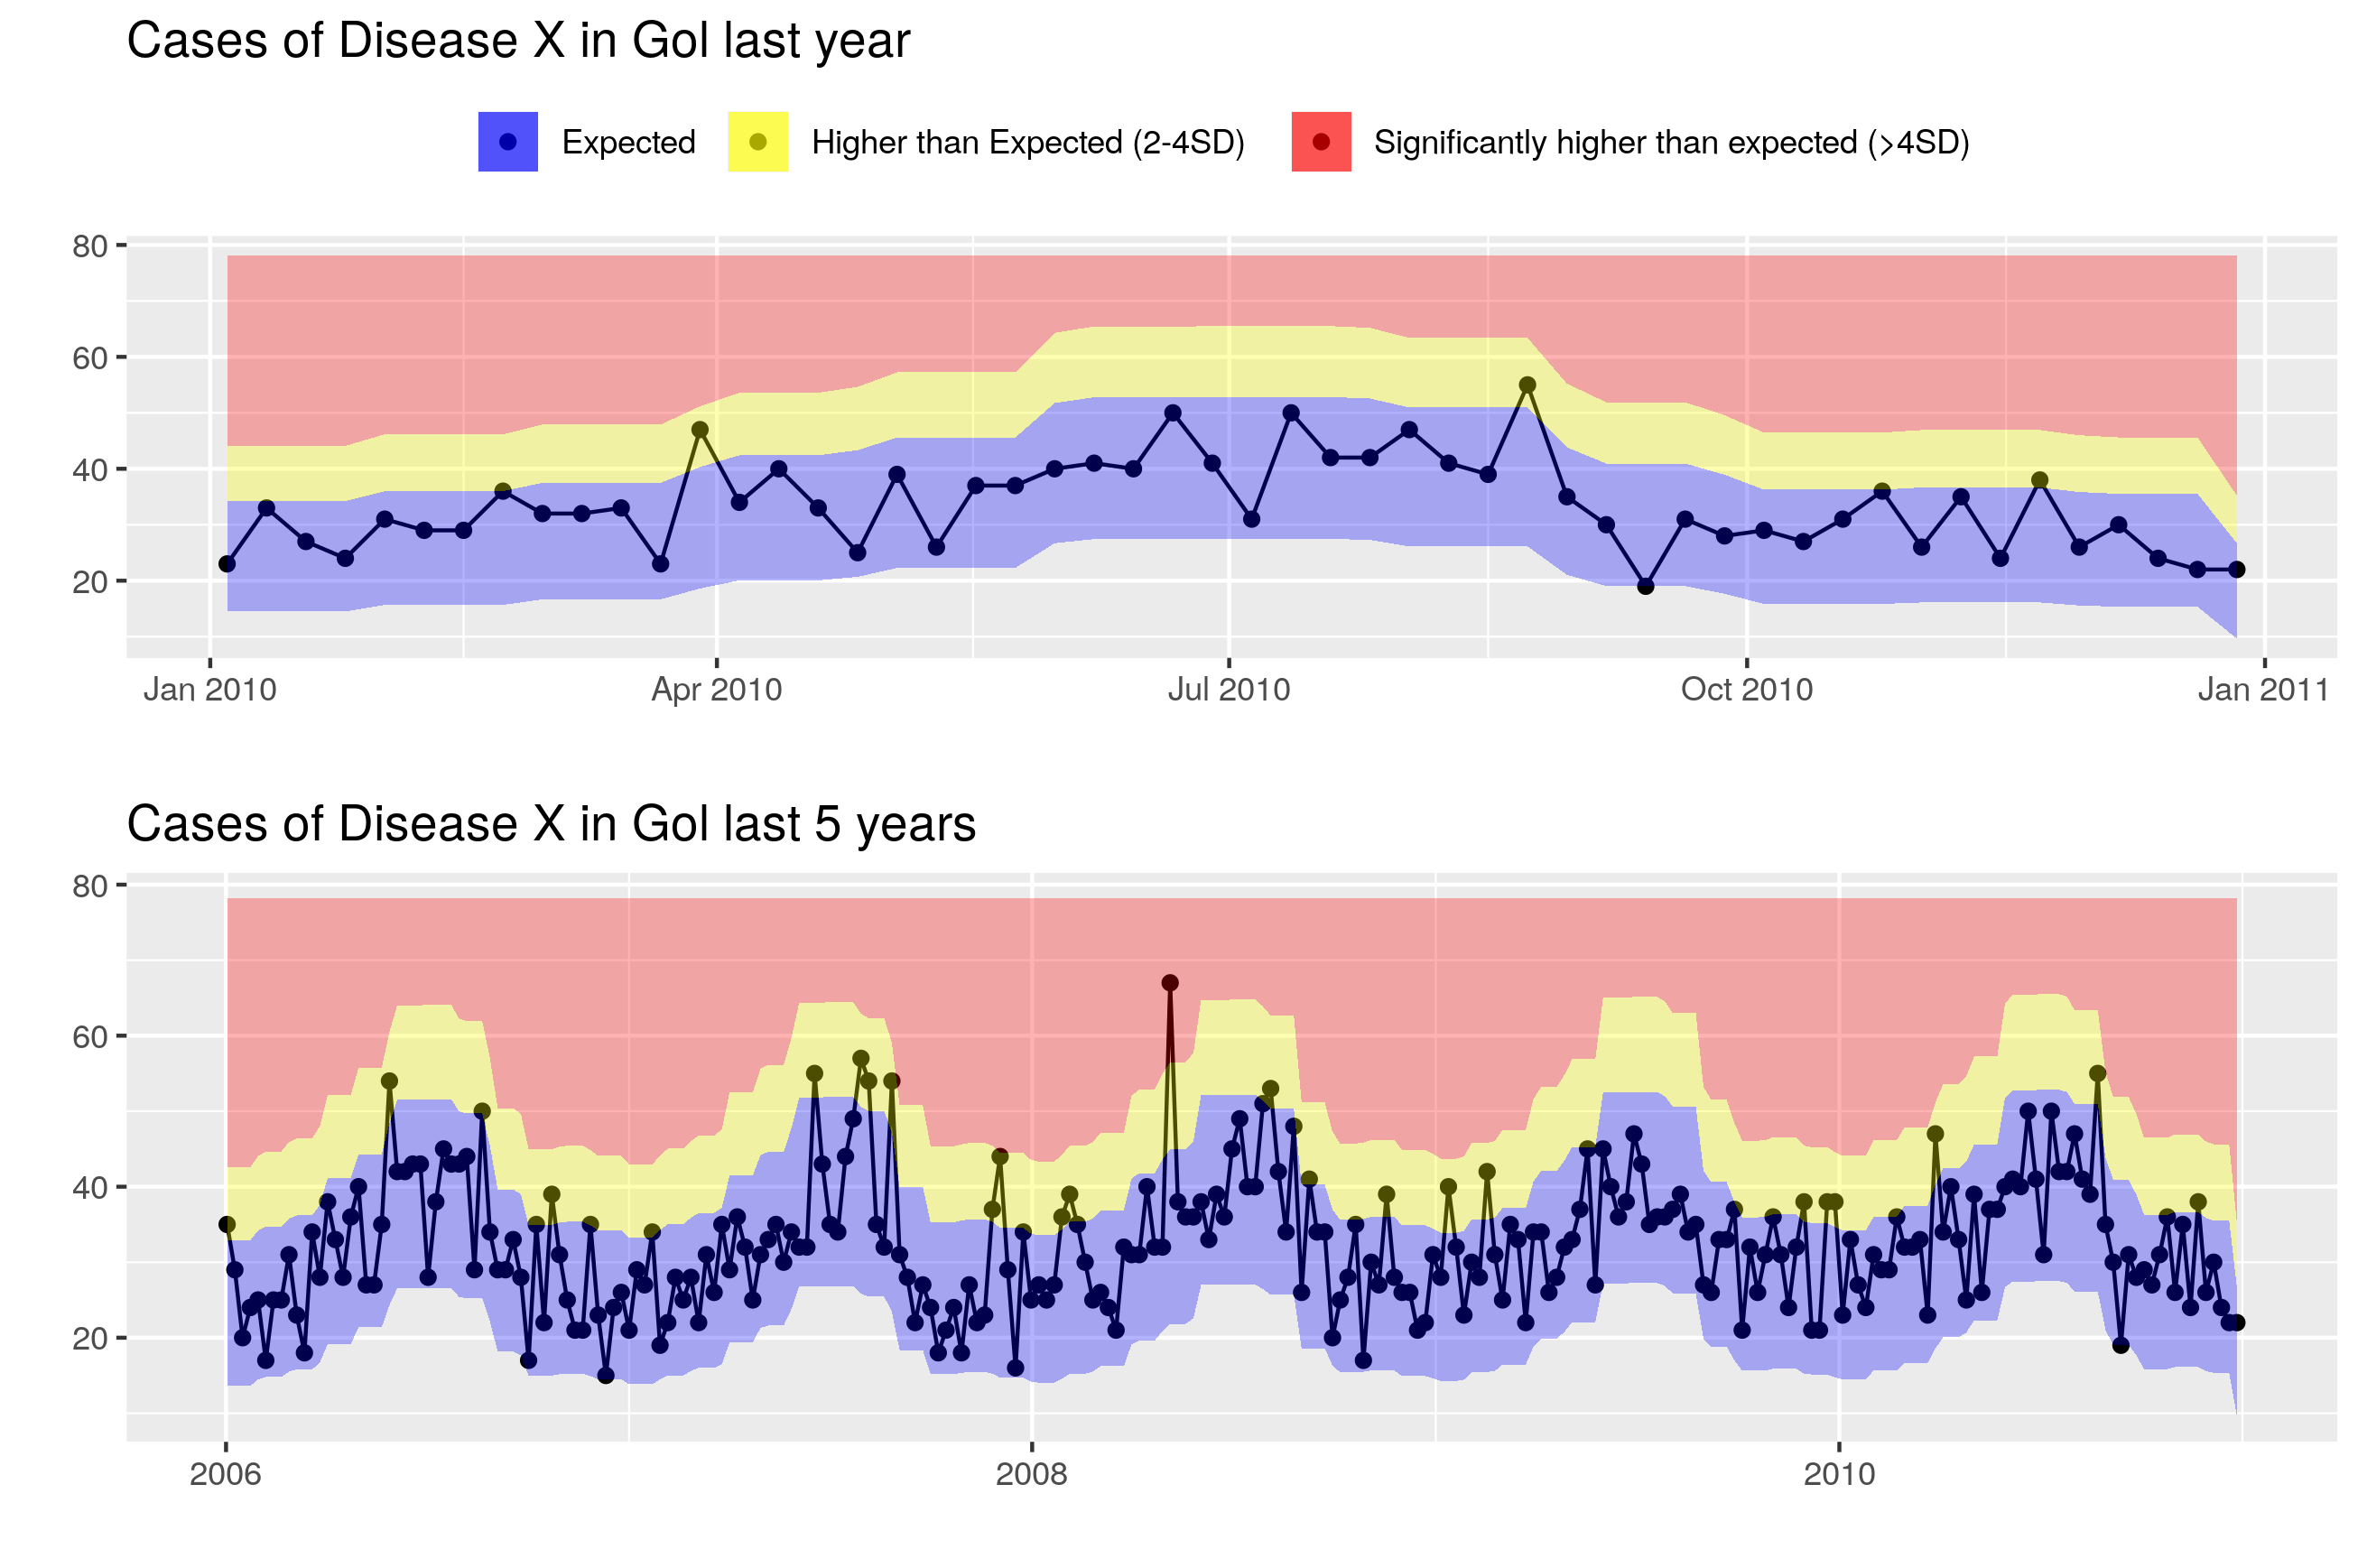 Cases of Disease X in Gol last year
Expected Higher than Expected (2-4SD) Significantly higher than expected (>4SD)
80
60
40
20
Jan 2010 Apr 2010 Jul 2010 Oct 2010 Jan 2011
Cases of Disease X in Gol last 5 years
80
60
40
20
2006 2008 2010